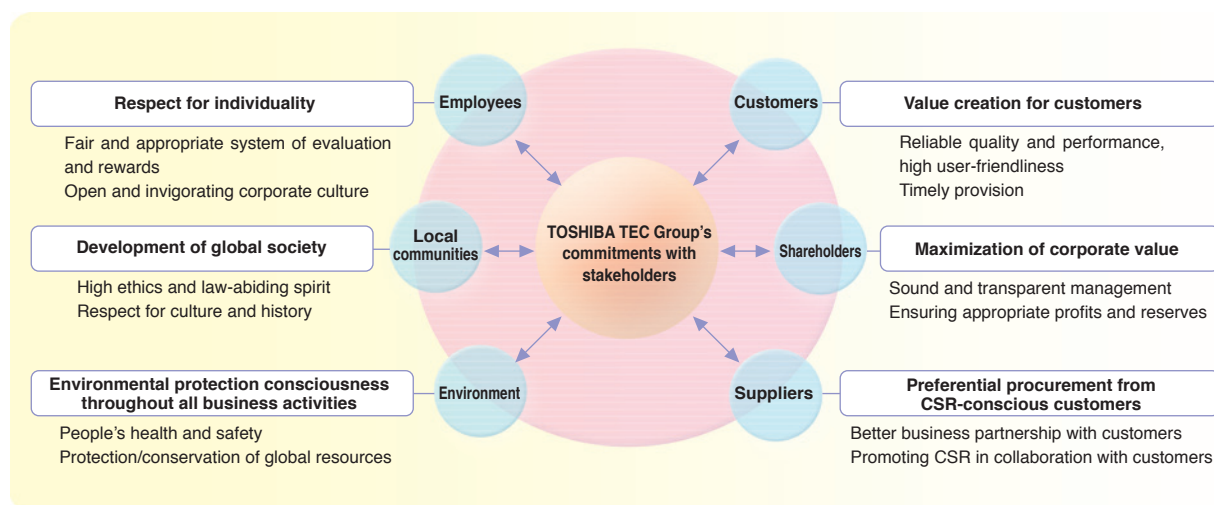 Respect for individuality
Fair and appropriate system of evaluation
and rewards
Open and invigorating corporate culture
Employees
Customers
Value creation for customers
Reliable quality and performance,
high user-friendliness
Timely provision
Development of global society
High ethics and law-abiding spirit
Respect for culture and history
Local
communities
TOSHIBA TEC Group's
commitments with
stakeholders
Shareholders
Maximization of corporate value
Sound and transparent management
Ensuring appropriate profits and reserves
Environmental protection consciousness
throughout all business activities
People's health and safety
Protection/conservation of global resources
Environment
Suppliers
Preferential procurement from
CSR-conscious customers
Better business partnership with customers
Promoting CSR in collaboration with customers